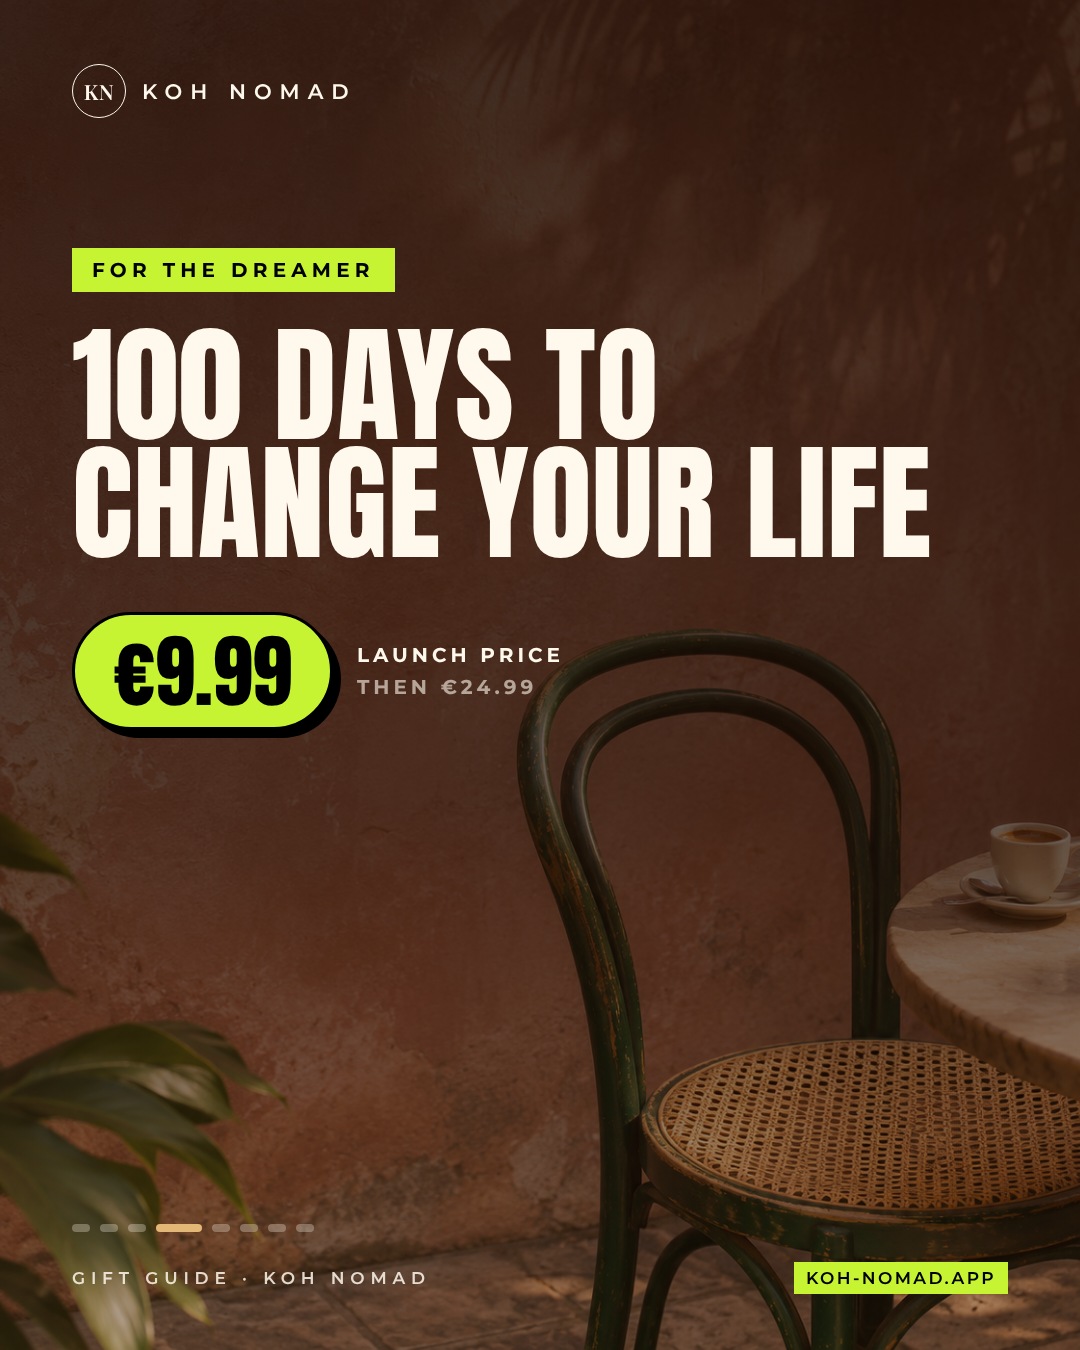 KN KOH NOMAD
FOR THE DREAMER
100 DAYS TO
CHANGE YOUR LIFE
€9.99
LAUNCH PRICE
THEN €24.99
GIFT GUIDE · KOH NOMAD
KOH-NOMAD.APP